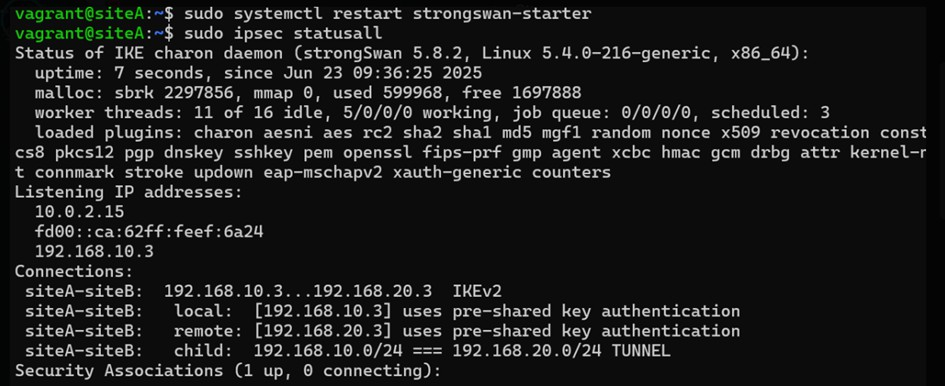 vagrant@siteA:~$ sudo systemctl restart strongswan-starter
vagrant@siteA:~$ sudo ipsec statusall
Status of IKE charon daemon (strongSwan 5.8.2, Linux 5.4.0-216-generic, x86_64):
  uptime: 7 seconds, since Jun 23 09:36:25 2025
  malloc: sbrk 2297856, mmap 0, used 599968, free 1697888
  worker threads: 11 of 16 idle, 5/0/0/0 working, job queue: 0/0/0/0, scheduled: 3
  loaded plugins: charon aesni aes rc2 sha2 sha1 md5 mgf1 random nonce x509 revocation const
cs8 pkcs12 pgp dnskey sshkey pem openssl fips-prf gmp agent xcbc hmac gcm drbg attr kernel-n
t connmark stroke updown eap-mschapv2 xauth-generic counters
Listening IP addresses:
  10.0.2.15
  fd00::ca:62ff:feef:6a24
  192.168.10.3
Connections:
 siteA-siteB:  192.168.10.3...192.168.20.3  IKEv2
 siteA-siteB:   local:  [192.168.10.3] uses pre-shared key authentication
 siteA-siteB:   remote: [192.168.20.3] uses pre-shared key authentication
 siteA-siteB:   child:  192.168.10.0/24 === 192.168.20.0/24 TUNNEL
Security Associations (1 up, 0 connecting):